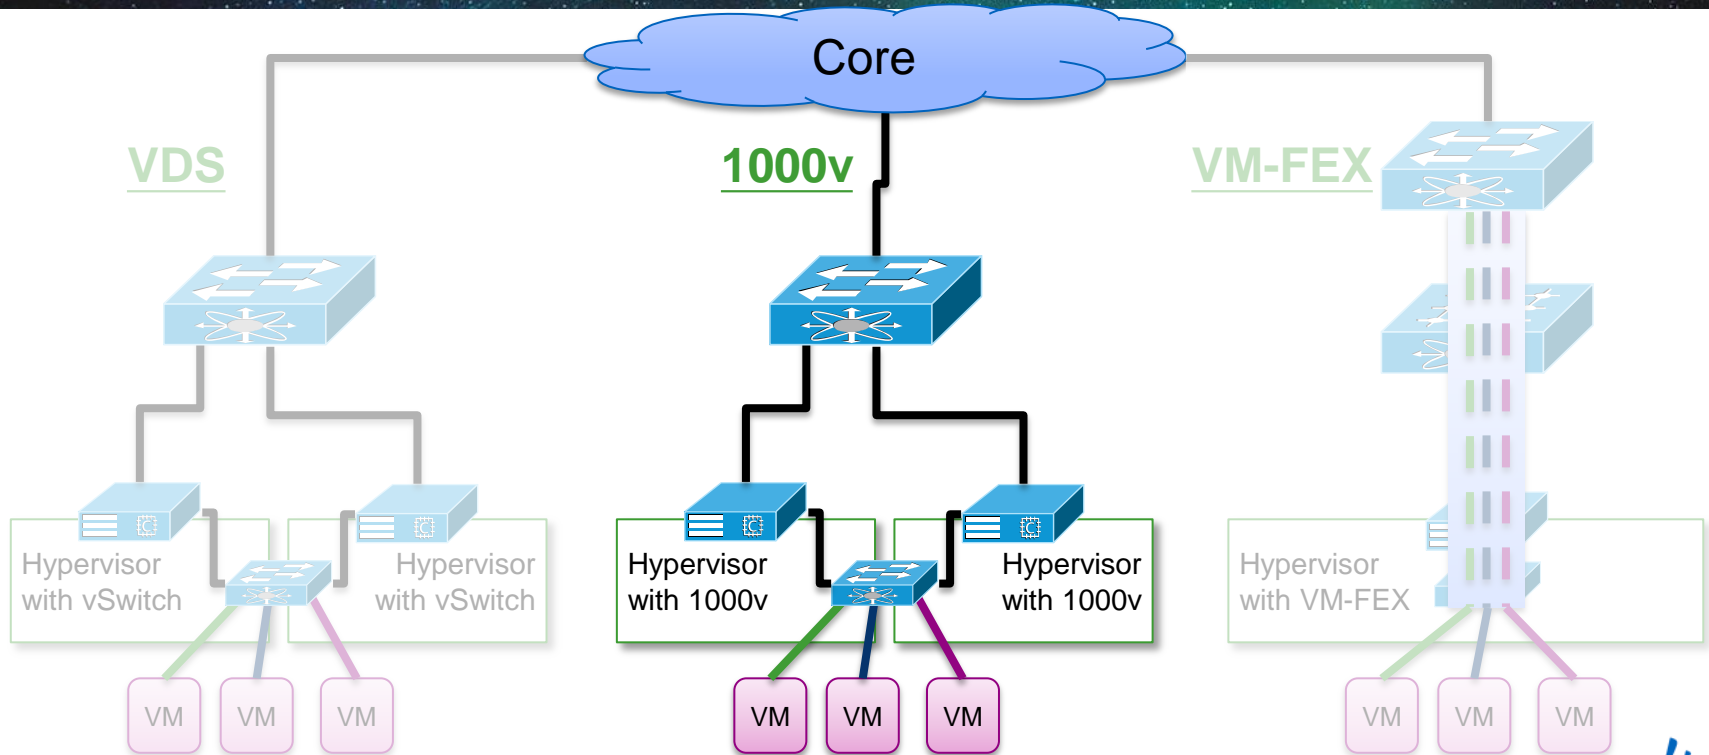 Core
VDS
1000v
VM-FEX
Hypervisor
with vSwitch
Hypervisor
with vSwitch
Hypervisor
with 1000v
Hypervisor
with 1000v
Hypervisor
with VM-FEX
C
C
C
C
VM
VM
VM
VM
VM
VM
VM
VM
VM